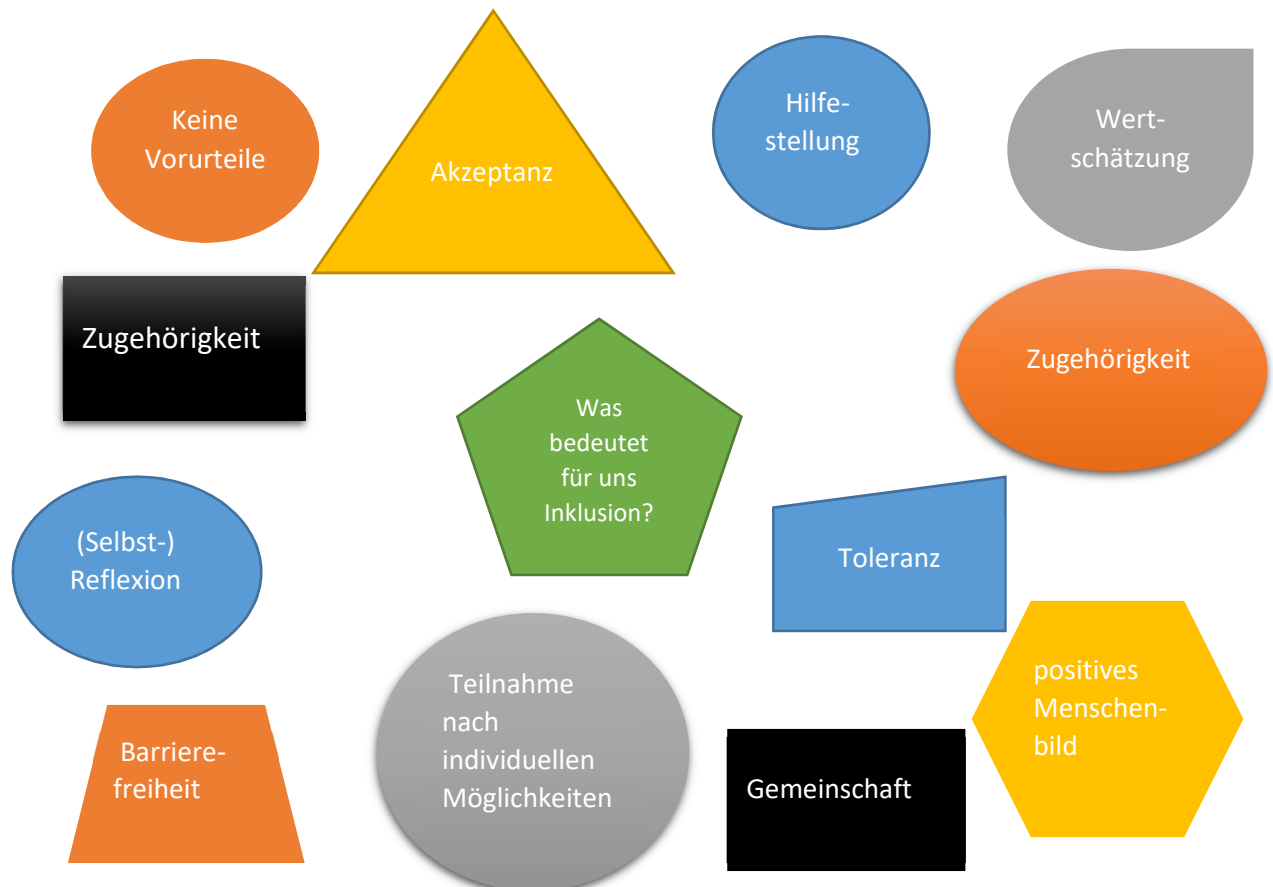 Keine
Vorurteile
Akzeptanz
Hilfe-
stellung
Wert-
schätzung
Zugehörigkeit
Zugehörigkeit
Was
bedeutet
für uns
Inklusion?
(Selbst-)
Reflexion
Toleranz
positives
Menschen-
bild
Teilnahme
nach
individuellen
Möglichkeiten
Barriere-
freiheit
Gemeinschaft